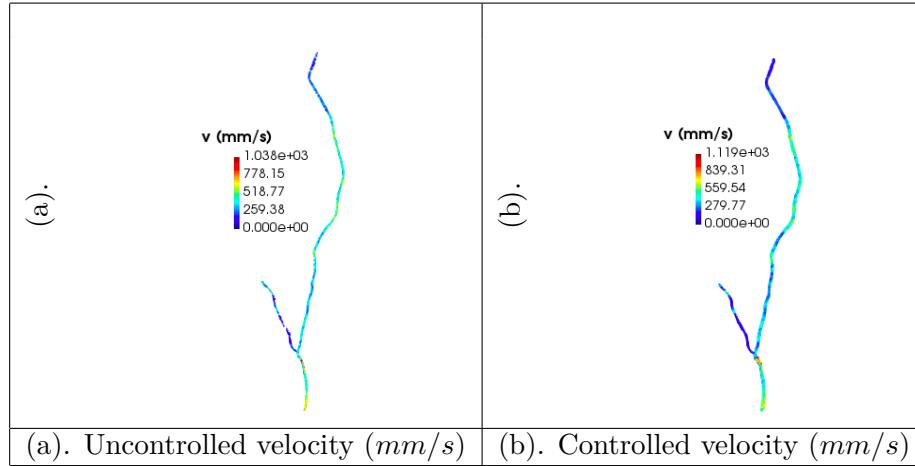 (a).
v (mm/s)
1.038e+03
778.15
518.77
259.38
0.000e+00
(b).
v (mm/s)
1.119e+03
839.31
559.54
279.77
0.000e+00
(a). Uncontrolled velocity (mm/s)
(b). Controlled velocity (mm/s)